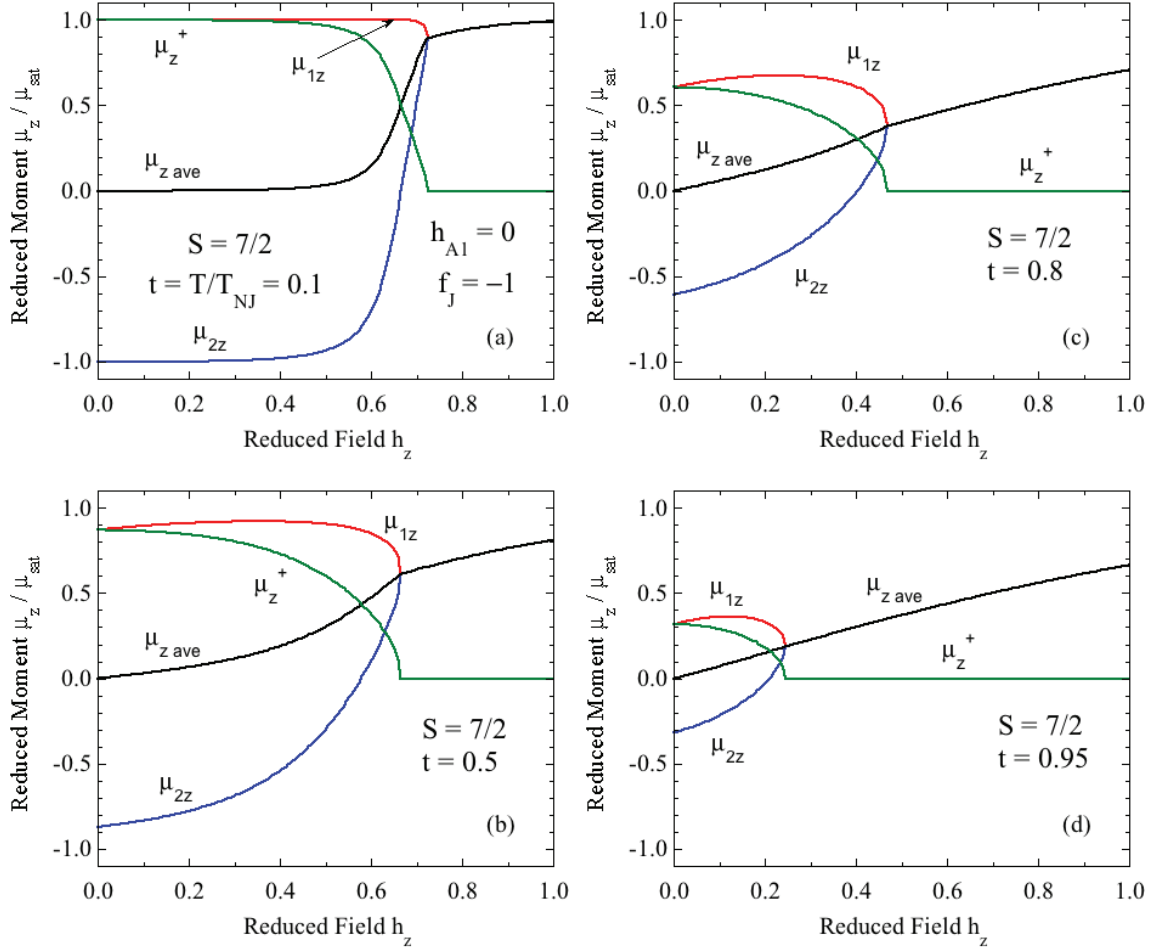 Reduced Moment μz / μsat
1.0
0.5
0.0
-0.5
-1.0
μz+
μ1z
μz ave
S = 7/2
t = T/TNJ = 0.1
hA1 = 0
fJ = −1
μ2z
(a)
0.0 0.2 0.4 0.6 0.8 1.0
Reduced Field hz
Reduced Moment μz / μsat
1.0
0.5
0.0
-0.5
-1.0
μ1z
μz ave
μz+
μ2z
S = 7/2
t = 0.8
(c)
0.0 0.2 0.4 0.6 0.8 1.0
Reduced Field hz
Reduced Moment μz / μsat
1.0
0.5
0.0
-0.5
-1.0
μ1z
μz+
μz ave
μ2z
S = 7/2
t = 0.5
(b)
0.0 0.2 0.4 0.6 0.8 1.0
Reduced Field hz
Reduced Moment μz / μsat
1.0
0.5
0.0
-0.5
-1.0
μ1z
μz ave
μz+
μ2z
S = 7/2
t = 0.95
(d)
0.0 0.2 0.4 0.6 0.8 1.0
Reduced Field hz